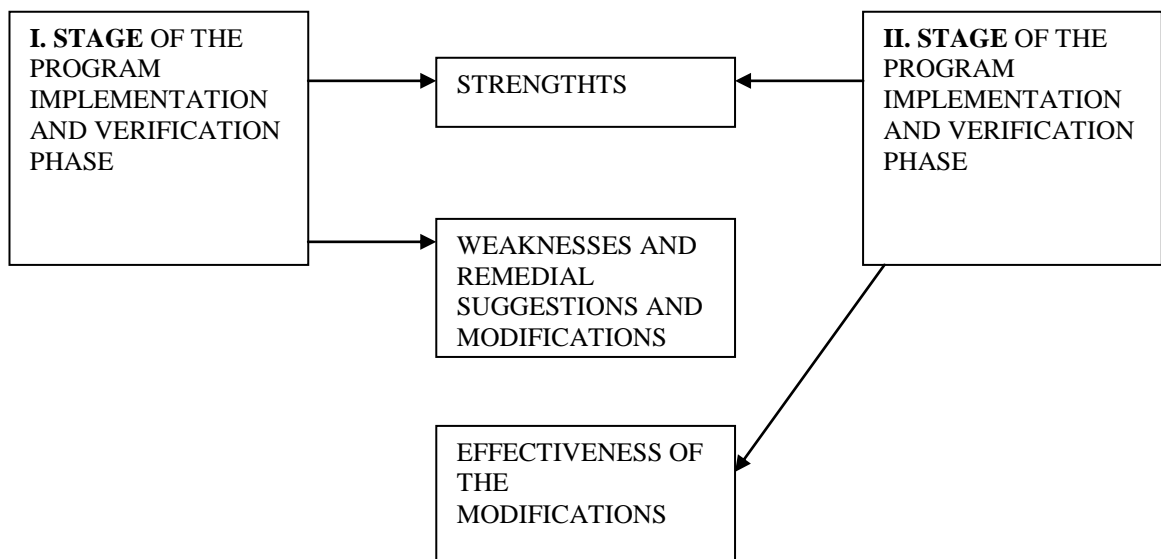 I. STAGE OF THE
PROGRAM
IMPLEMENTATION
AND VERIFICATION
PHASE
STRENGTHTS
II. STAGE OF THE
PROGRAM
IMPLEMENTATION
AND VERIFICATION
PHASE
WEAKNESSES AND
REMEDIAL
SUGGESTIONS AND
MODIFICATIONS
EFFECTIVENESS OF
THE
MODIFICATIONS